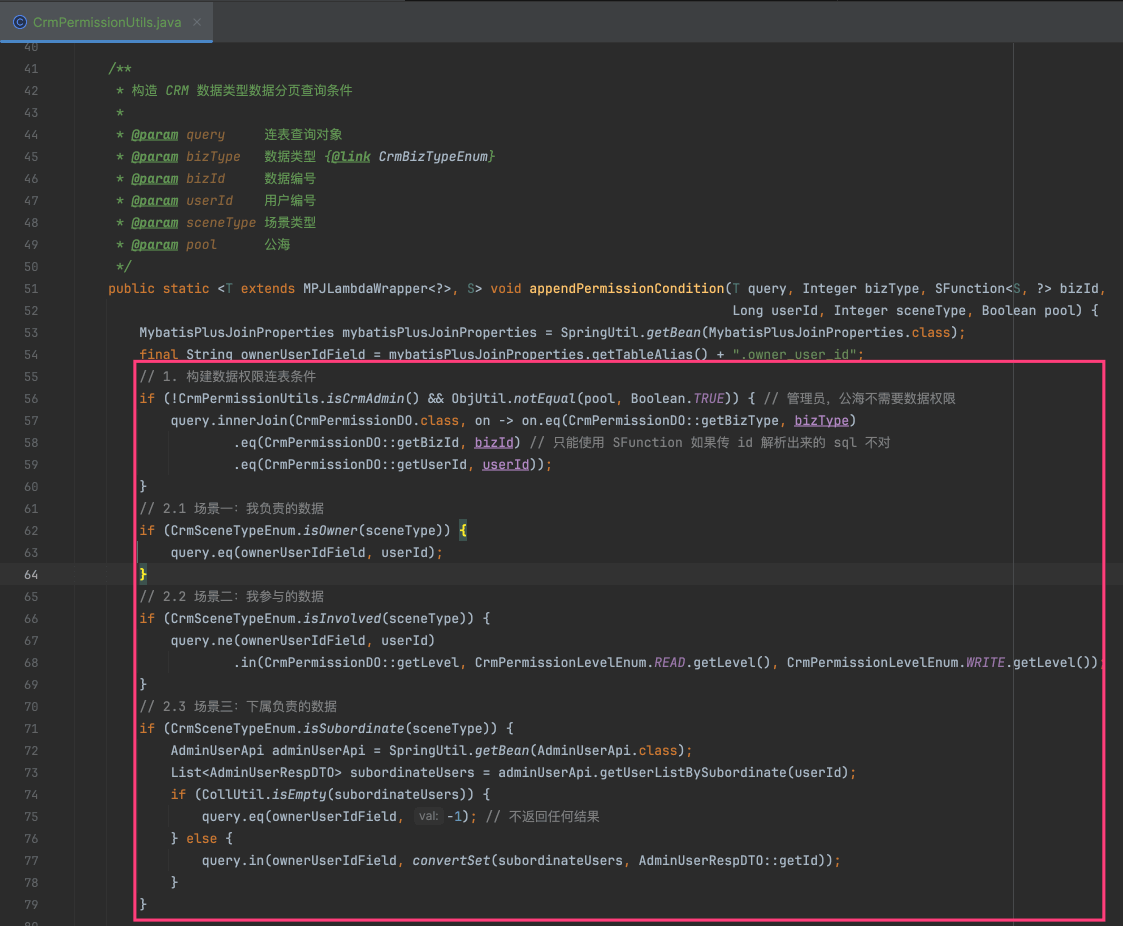 CrmPermissionUtils.java
40
41 /**
42 * 构造 CRM 数据类型数据分页查询条件
43 *
44 * @param query 连表查询对象
45 * @param bizType 数据类型 {@link CrmBizTypeEnum}
46 * @param bizId 数据编号
47 * @param userId 用户编号
48 * @param sceneType 场景类型
49 * @param pool 公海
50 */
51 public static <T extends MPJLambdaWrapper<?>, S> void appendPermissionCondition(T query, Integer bizType, SFunction<S, ?> bizId,
52 Long userId, Integer sceneType, Boolean pool) {
53 MybatisPlusJoinProperties mybatisPlusJoinProperties = SpringUtil.getBean(MybatisPlusJoinProperties.class);
54 final String ownerUserIdField = mybatisPlusJoinProperties.getTableAlias() + ".owner_user_id";
55 // 1. 构建数据权限连表条件
56 if (!CrmPermissionUtils.isCrmAdmin() && ObjUtil.notEqual(pool, Boolean.TRUE)) { // 管理员，公海不需要数据权限
57 query.innerJoin(CrmPermissionDO.class, on -> on.eq(CrmPermissionDO::getBizType, bizType)
58 .eq(CrmPermissionDO::getBizId, bizId) // 只能使用 SFunction 如果传 id 解析出来的 sql 不对
59 .eq(CrmPermissionDO::getUserId, userId));
60 }
61 // 2.1 场景一：我负责的数据
62 if (CrmSceneTypeEnum.isOwner(sceneType)) {
63 query.eq(ownerUserIdField, userId);
64 }
65 // 2.2 场景二：我参与的数据
66 if (CrmSceneTypeEnum.isInvolved(sceneType)) {
67 query.ne(ownerUserIdField, userId)
68 .in(CrmPermissionDO::getLevel, CrmPermissionLevelEnum.READ.getLevel(), CrmPermissionLevelEnum.WRITE.getLevel());
69 }
70 // 2.3 场景三：下属负责的数据
71 if (CrmSceneTypeEnum.isSubordinate(sceneType)) {
72 AdminUserApi adminUserApi = SpringUtil.getBean(AdminUserApi.class);
73 List<AdminUserRespDTO> subordinateUsers = adminUserApi.getUserListBySubordinate(userId);
74 if (CollUtil.isEmpty(subordinateUsers)) {
75 query.eq(ownerUserIdField, val: -1); // 不返回任何结果
76 } else {
77 query.in(ownerUserIdField, convertSet(subordinateUsers, AdminUserRespDTO::getId));
78 }
79 }
80